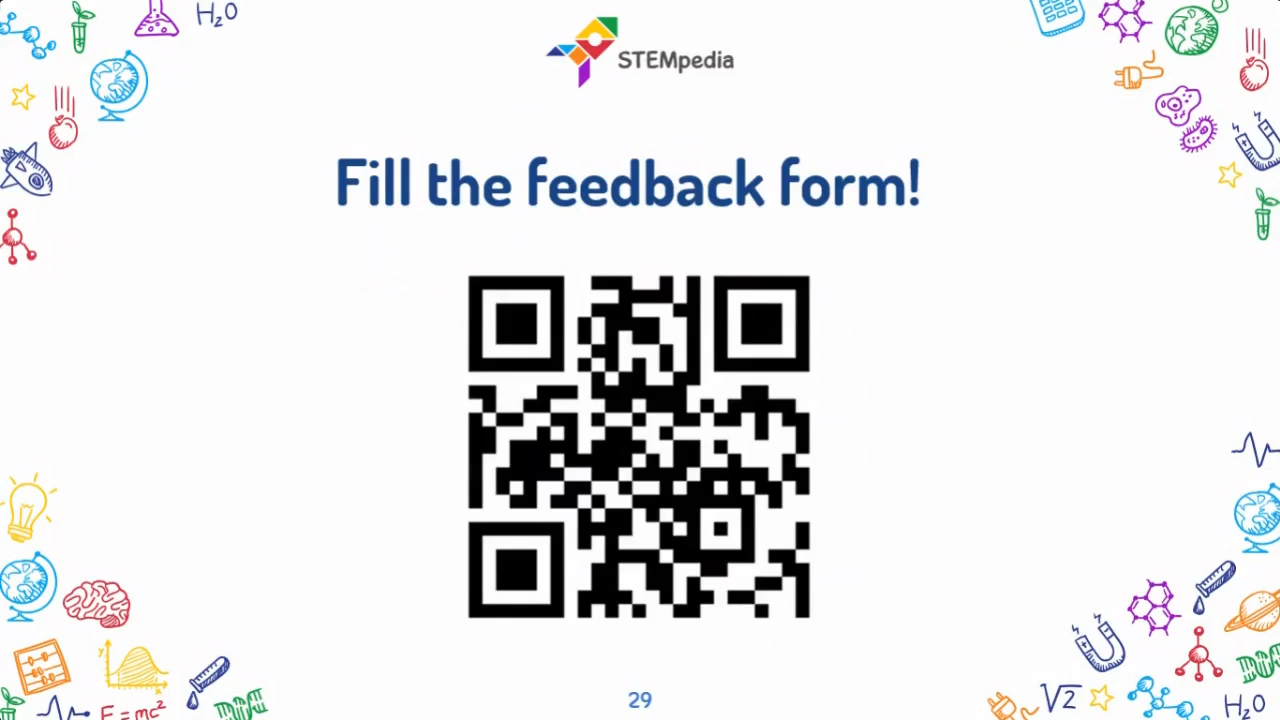 H₂O
STEMpedia
Fill the feedback form!
29
E=mc²
y
x
√2
H₂O